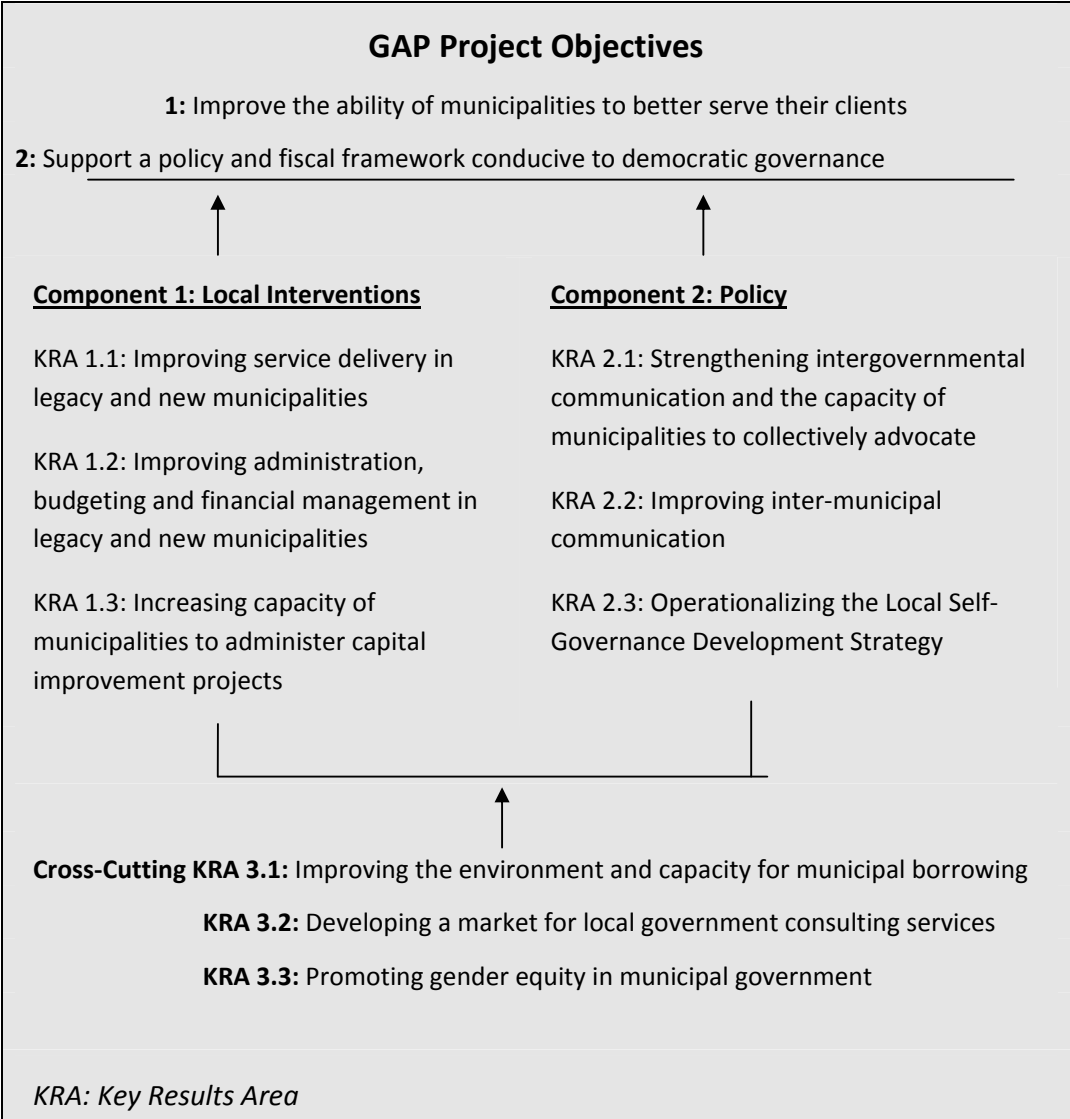 GAP Project Objectives
1: Improve the ability of municipalities to better serve their clients
2: Support a policy and fiscal framework conducive to democratic governance
Component 1: Local Interventions
KRA 1.1: Improving service delivery in
legacy and new municipalities
KRA 1.2: Improving administration,
budgeting and financial management in
legacy and new municipalities
KRA 1.3: Increasing capacity of
municipalities to administer capital
improvement projects
Component 2: Policy
KRA 2.1: Strengthening intergovernmental
communication and the capacity of
municipalities to collectively advocate
KRA 2.2: Improving inter-municipal
communication
KRA 2.3: Operationalizing the Local Self-
Governance Development Strategy
Cross-Cutting KRA 3.1: Improving the environment and capacity for municipal borrowing
KRA 3.2: Developing a market for local government consulting services
KRA 3.3: Promoting gender equity in municipal government
KRA: Key Results Area